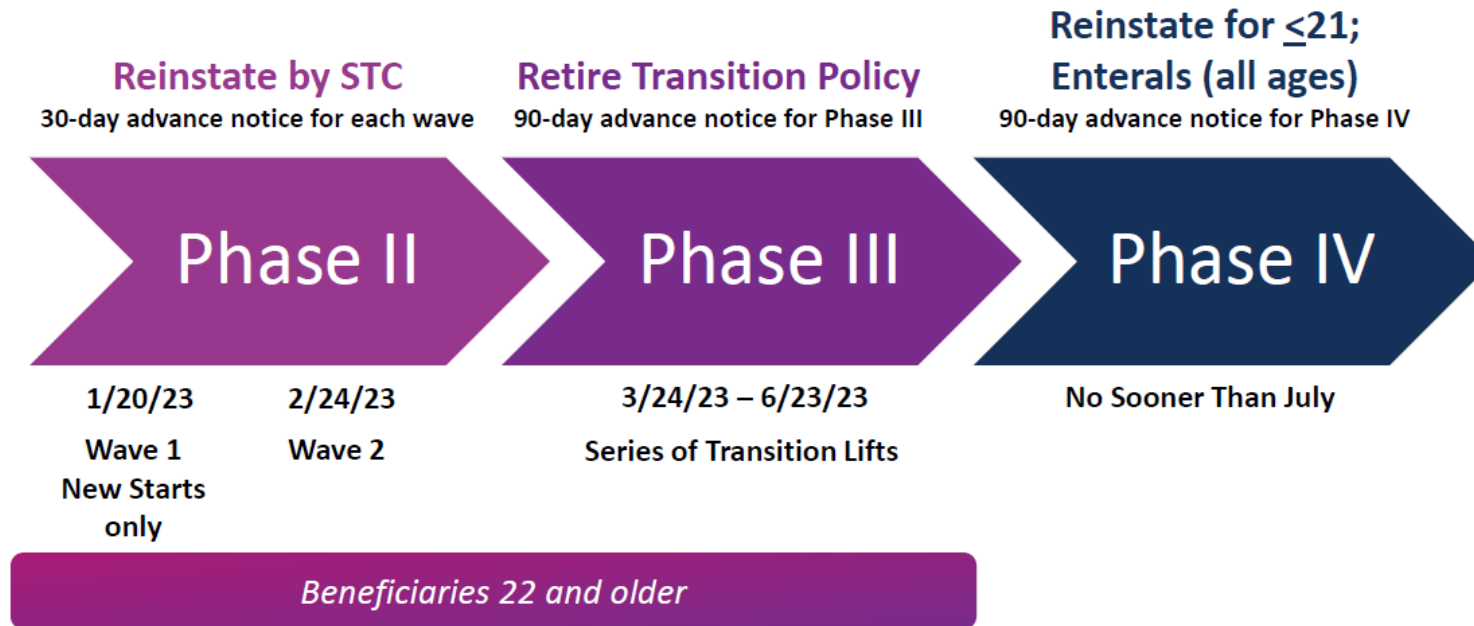 Reinstate by STC
30-day advance notice for each wave
Retire Transition Policy
90-day advance notice for Phase III
Reinstate for ≤21;
Enterals (all ages)
90-day advance notice for Phase IV
Phase II
Phase III
Phase IV
1/20/23
Wave 1
New Starts
only
2/24/23
Wave 2
3/24/23 – 6/23/23
Series of Transition Lifts
No Sooner Than July
Beneficiaries 22 and older